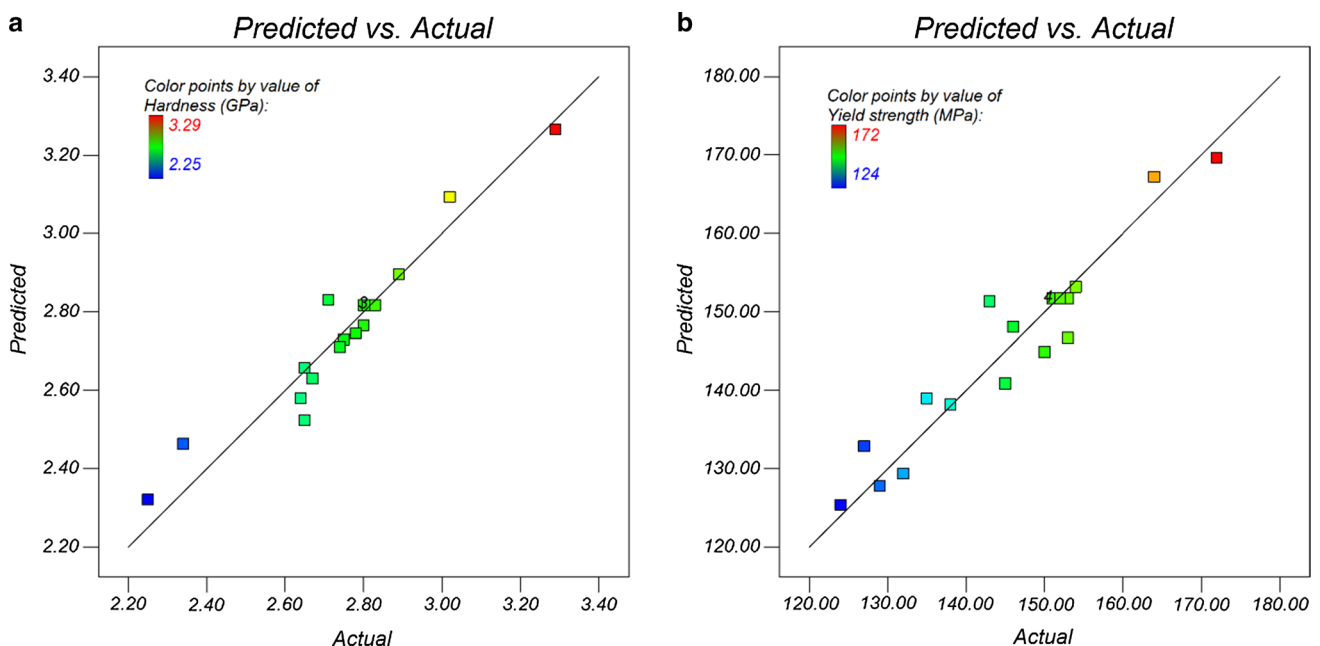 a
Predicted vs. Actual
Color points by value of
Hardness (GPa):
3.29
2.25
3.40
3.20
3.00
2.80
2.60
2.40
2.20
3
Predicted
2.20 2.40 2.60 2.80 3.00 3.20 3.40
Actual
b
Predicted vs. Actual
Color points by value of
Yield strength (MPa):
172
124
180.00
170.00
160.00
150.00
140.00
130.00
120.00
4
Predicted
120.00 130.00 140.00 150.00 160.00 170.00 180.00
Actual